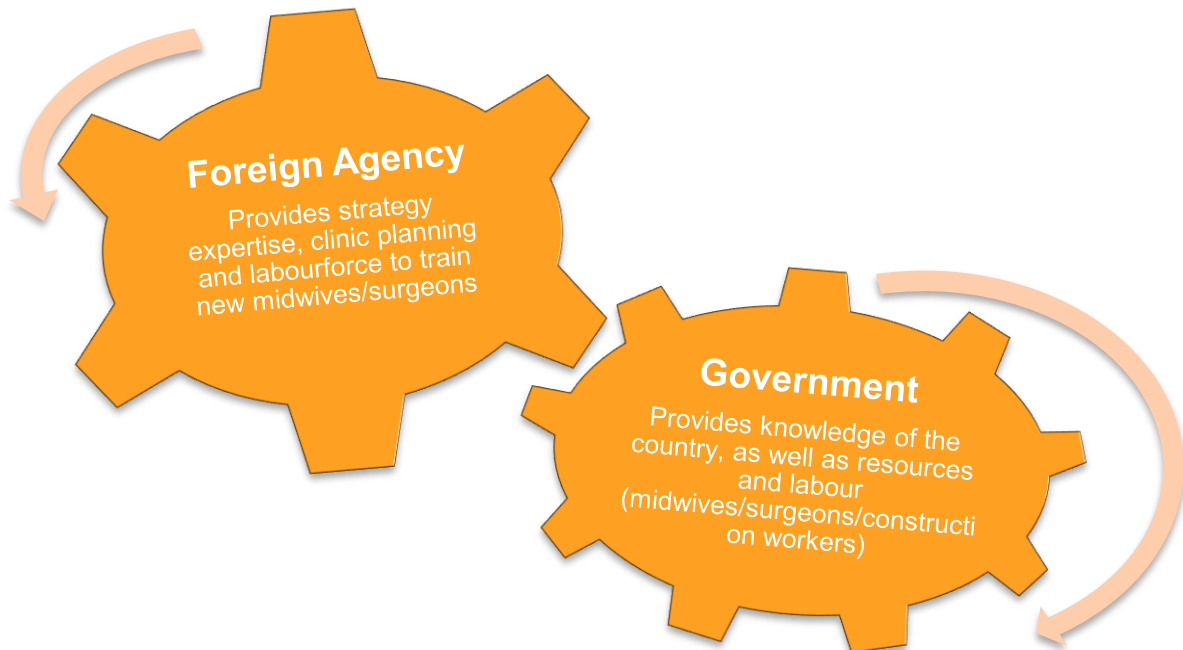 Foreign Agency
Provides strategy
expertise, clinic planning
and labourforce to train
new midwives/surgeons
Government
Provides knowledge of the
country, as well as resources
and labour
(midwives/surgeons/constructi
on workers)